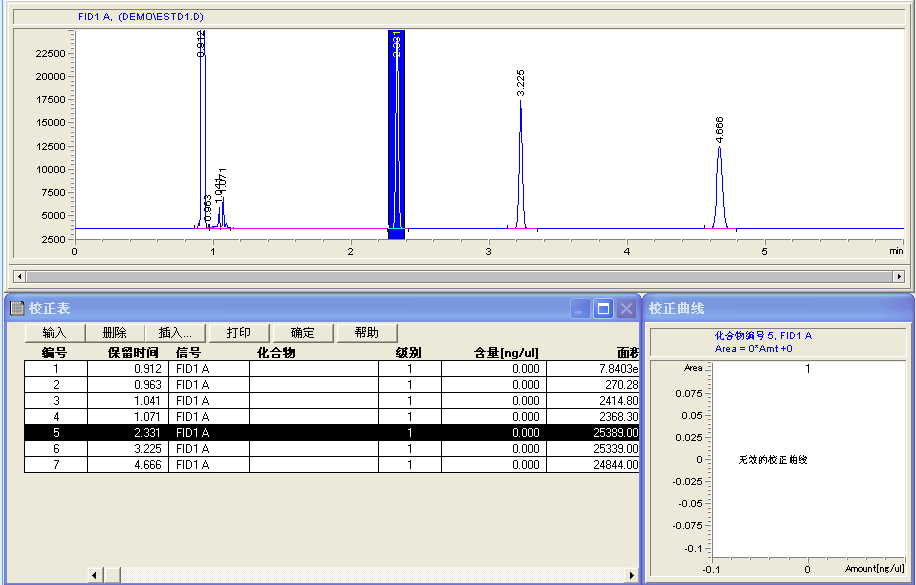 FID1 A, (DEMO\ESTD1.D)
22500
20000
17500
15000
12500
10000
7500
5000
2500
0.912
0.963
1.041
1.071
2.331
3.225
4.666
0 1 2 3 4 5 min
校正表
输入 删除 插入... 打印 确定 帮助
编号 保留时间 信号 化合物 级别 含量[ng/ul] 面积
1 0.912 FID1 A 1 0.000 7.8403e
2 0.963 FID1 A 1 0.000 270.28
3 1.041 FID1 A 1 0.000 2414.80
4 1.071 FID1 A 1 0.000 2368.30
5 2.331 FID1 A 1 0.000 25389.00
6 3.225 FID1 A 1 0.000 25339.00
7 4.666 FID1 A 1 0.000 24844.00
校正曲线
化合物编号 5, FID1 A
Area = 0*Amt +0
Area
1
0.075
0.05
0.025
0
-0.025
-0.05
-0.075
-0.1
无效的校正曲线
-0.1 0 Amount[ng/ul]